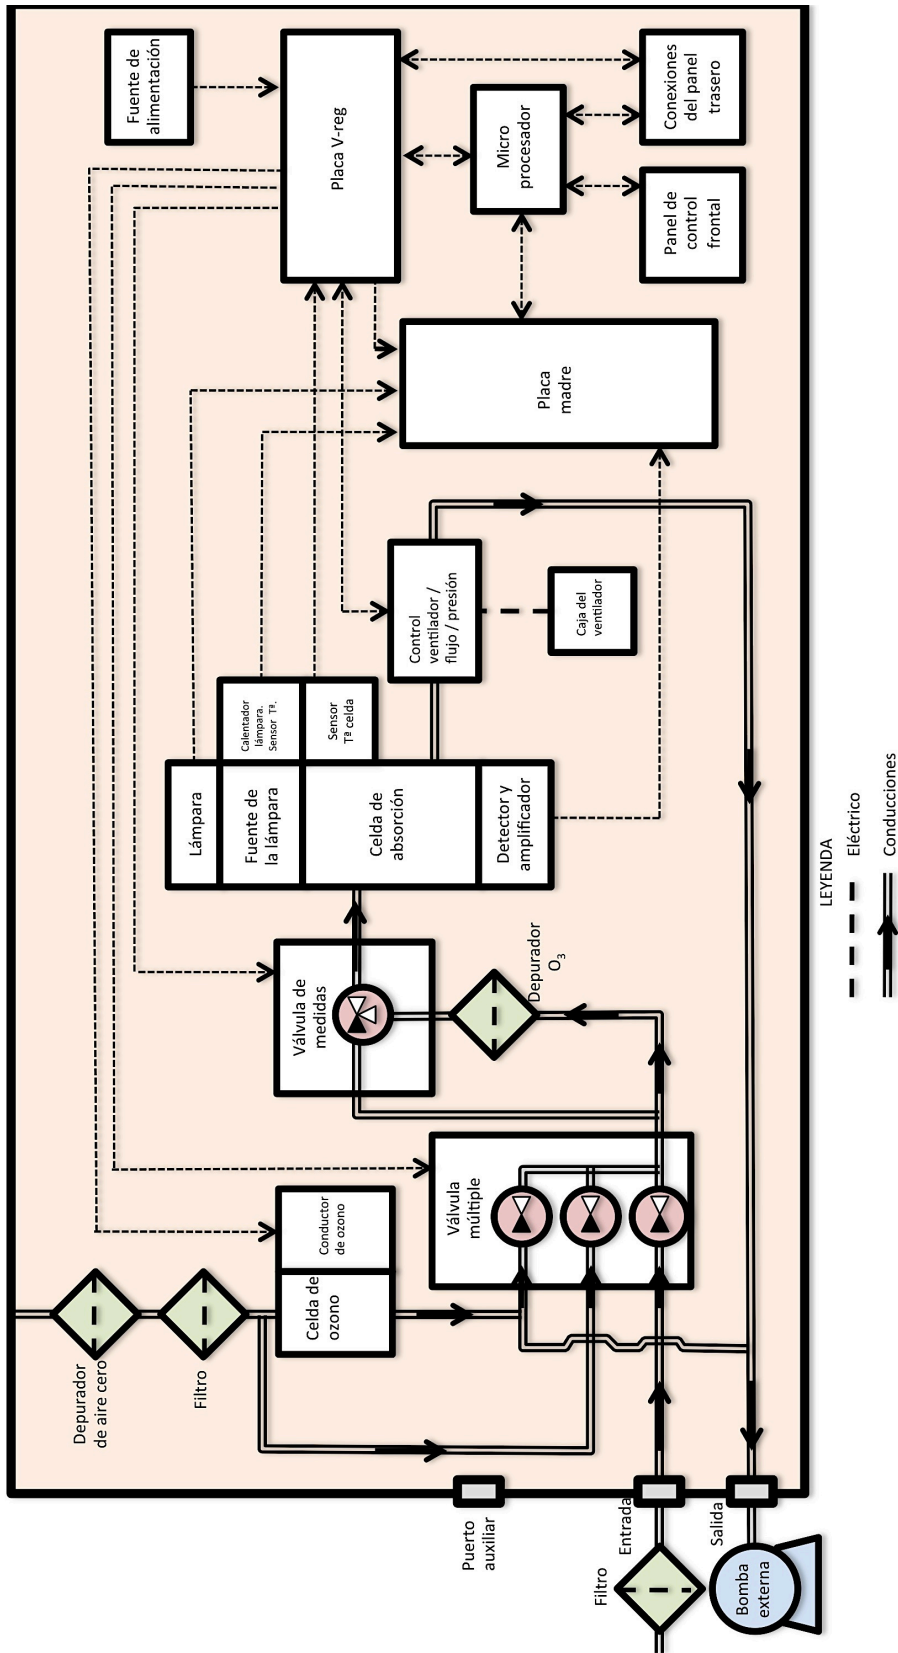 Depurador
de aire cero
Filtro
Celda de
ozono
Conductor
de ozono
Puerto
auxiliar
Filtro
Entrada
Salida
Bomba
externa
Válvula
múltiple
Válvula de
medidas
Depurador
O₃
Lámpara
Fuente de
la lámpara
Celda de
absorción
Detector y
amplificador
Calentador
lámpara.
Sensor Tª.
Sensor
Tª celda
Control
ventilador /
flujo / presión
Caja del
ventilador
Placa
madre
Fuente de
alimentación
Placa V-reg
Micro
procesador
Conexiones
del panel
trasero
Panel de
control
frontal
LEYENDA
Eléctrico
Conducciones